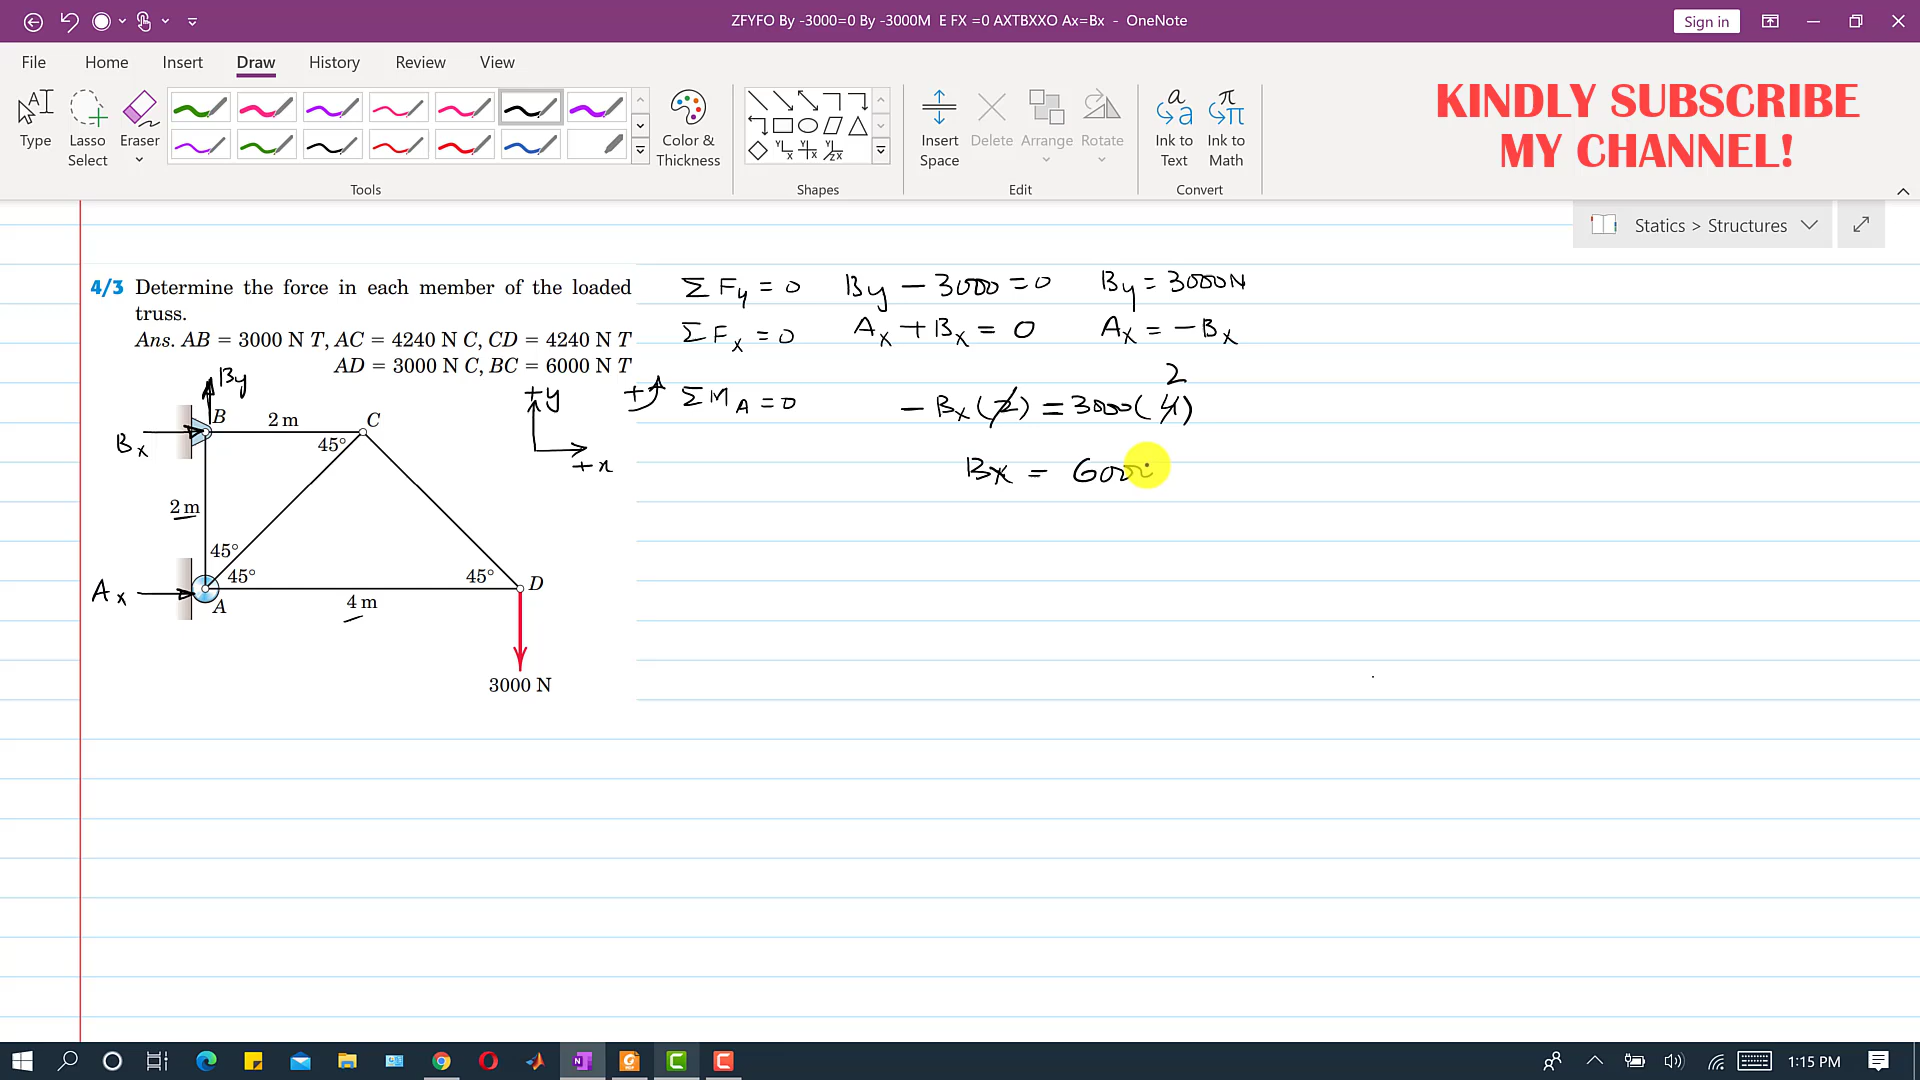 ZFYFO By -3000=0 By -3000M E FX =0 AXTBXXO Ax=Bx - OneNote
Sign in
File Home Insert Draw History Review View
Type
Lasso Select
Eraser
Color & Thickness
Insert Space
Delete
Arrange
Rotate
Ink to Text
Ink to Math
Tools
Shapes
Edit
Convert
KINDLY SUBSCRIBE
MY CHANNEL!
Statics > Structures
4/3 Determine the force in each member of the loaded
truss.
Ans. AB = 3000 N T, AC = 4240 N C, CD = 4240 N T
AD = 3000 N C, BC = 6000 N T
By
B
2 m
C
45°
Bx
2 m
45°
45°
45°
D
Ax
A
4 m
3000 N
+y
+x
ΣFy = 0 By - 3000 = 0 By = 3000N
ΣFx = 0 Ax + Bx = 0 Ax = - Bx
2
+ ΣMA = 0 - Bx (2) = 3000 (4)
Bx = 600
1:15 PM